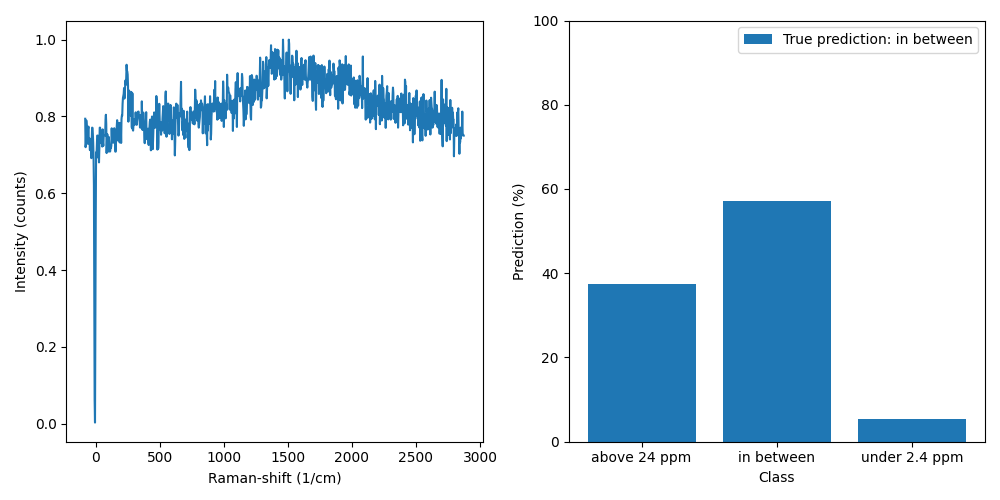 1.0
0.8
0.6
0.4
0.2
0.0
Intensity (counts)
0 500 1000 1500 2000 2500 3000
Raman-shift (1/cm)
100
80
60
40
20
0
Prediction (%)
True prediction: in between
above 24 ppm in between under 2.4 ppm
Class